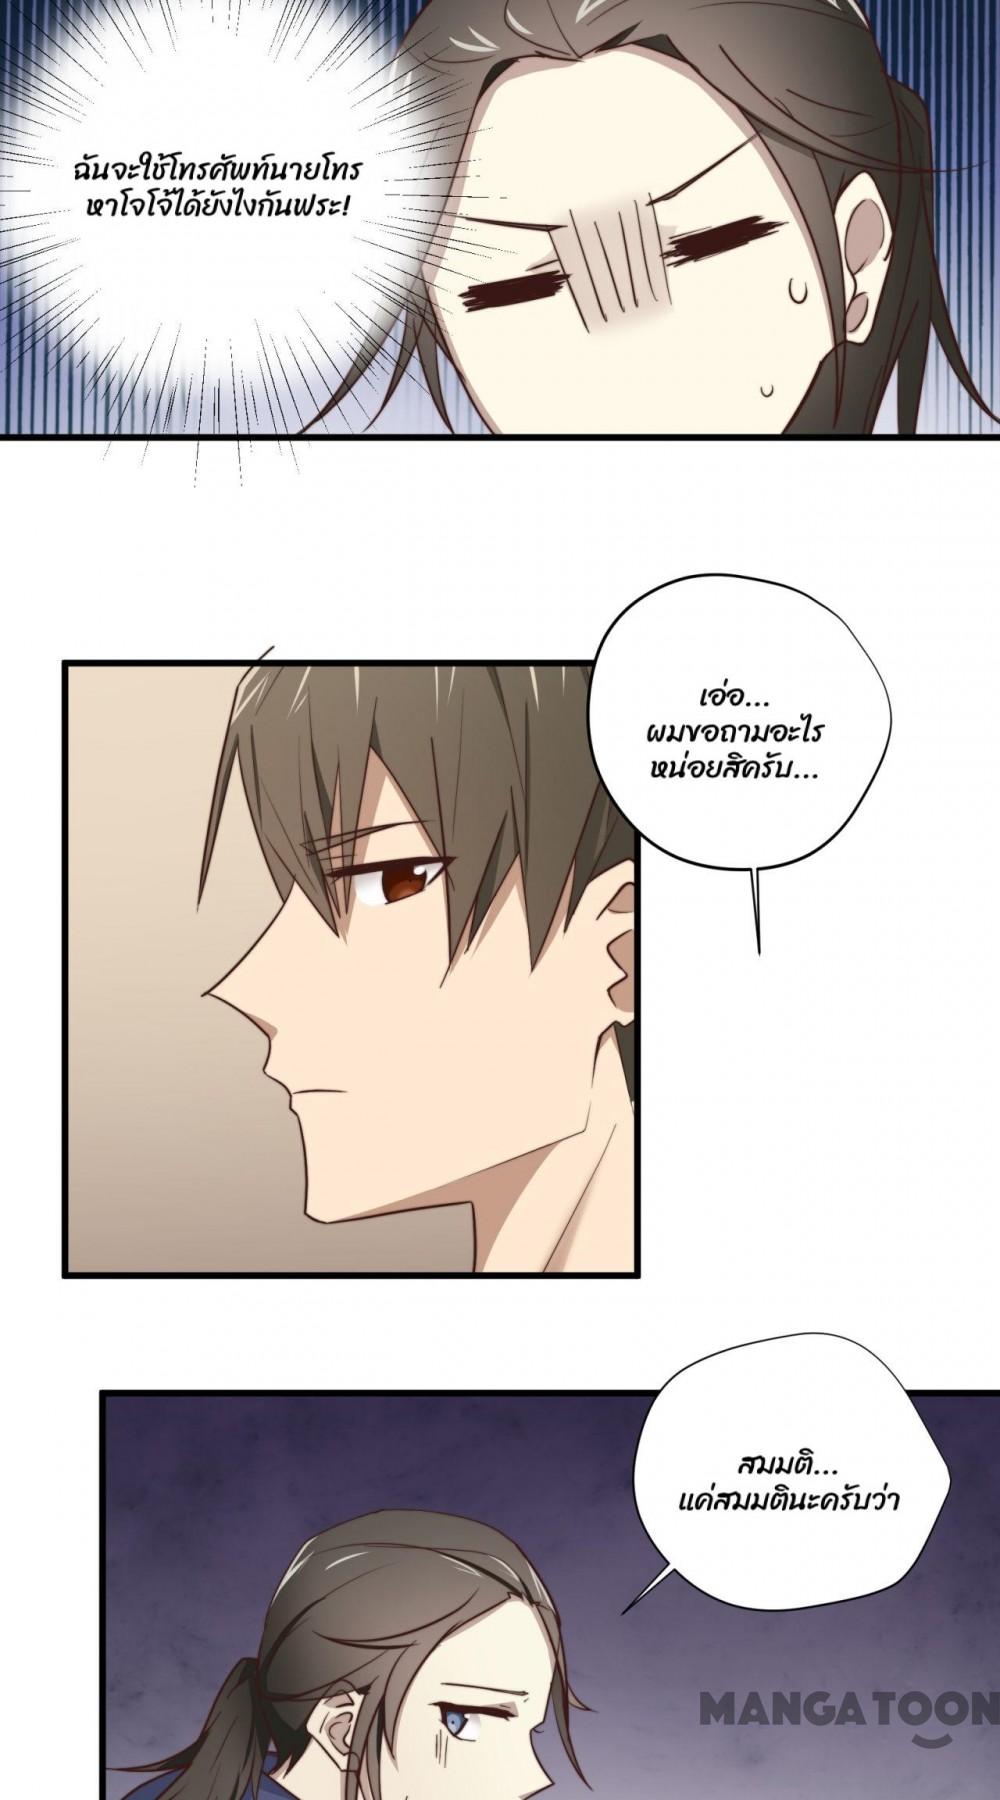 ฉันจะใช้โทรศัพท์นายโทร
หาโจโจ้ได้ยังไงกันฟระ!
เอ่อ...
ผมขอถามอะไร
หน่อยสิครับ...
สมมติ...
แค่สมมตินะครับว่า
MANGATOON